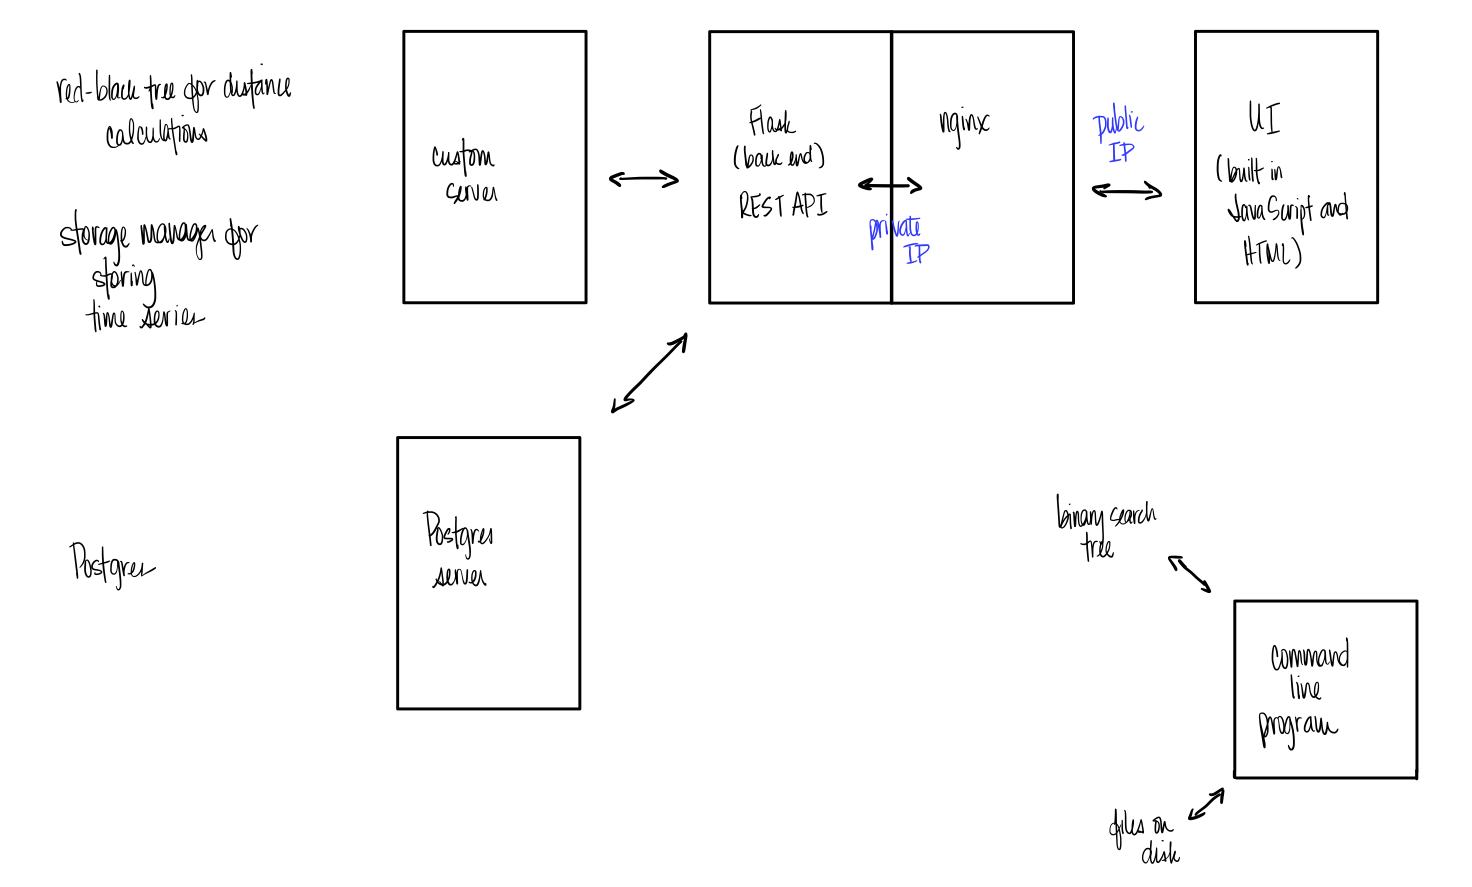 red-black tree for distance
calculations
storage manager for
storing
time series
custom
server
Flask
(back end)
REST API
private
IP
nginx
public
IP
UI
(built in
JavaScript and
HTML)
Postgres
Postgres
server
binary search
tree
command
line
program
files on
disk